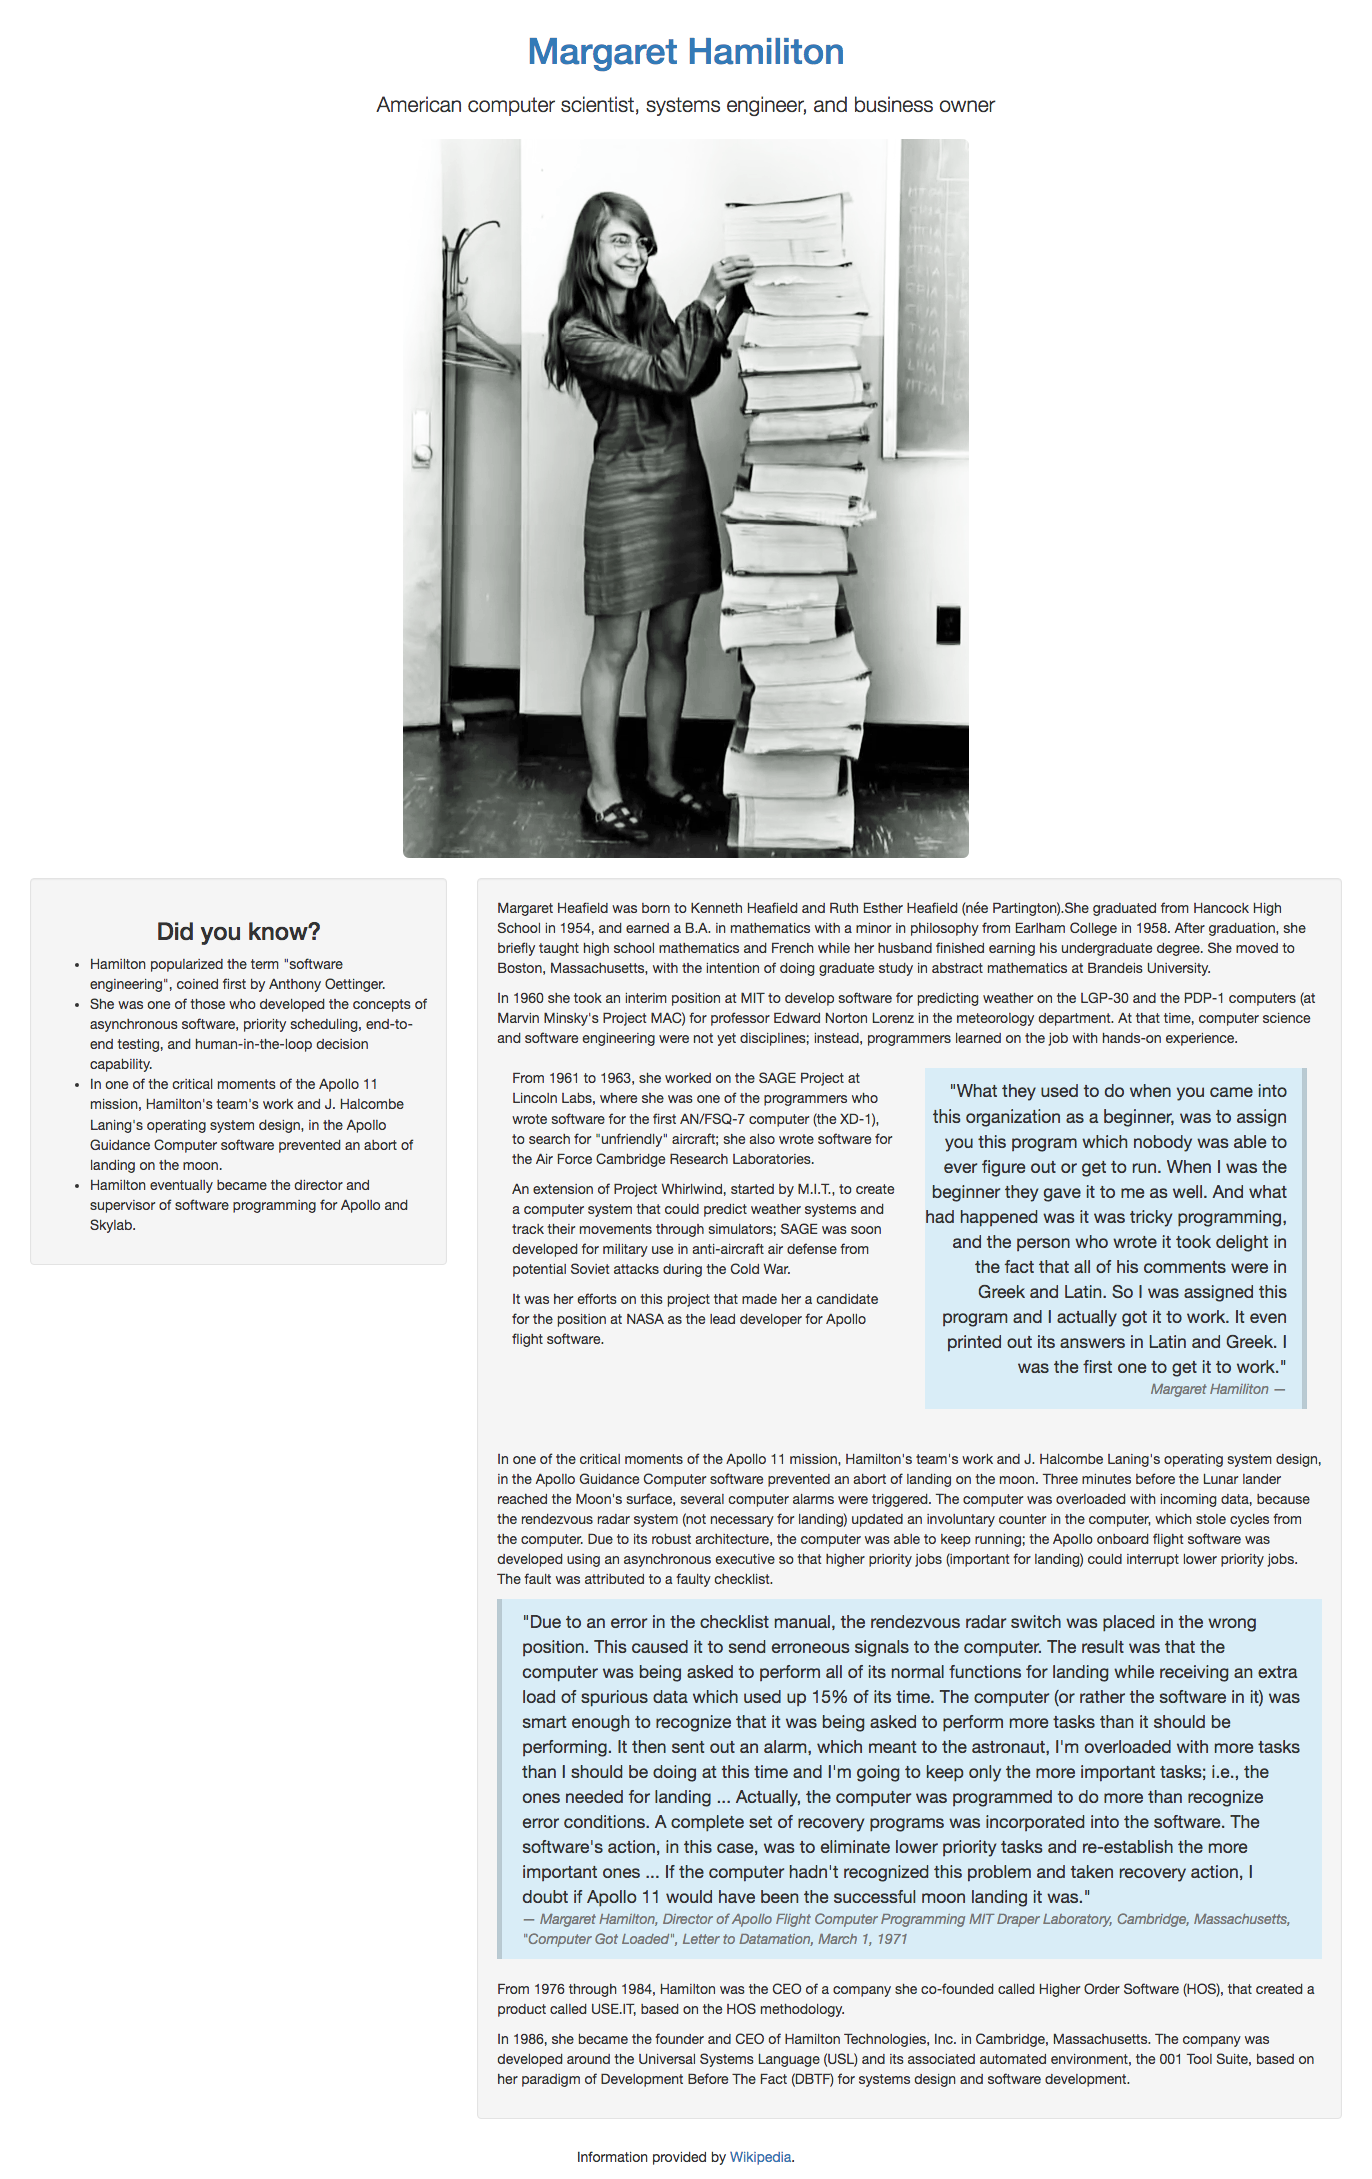 Margaret Hamiliton
American computer scientist, systems engineer, and business owner
Did you know?
Hamilton popularized the term "software
engineering", coined first by Anthony Oettinger.
She was one of those who developed the concepts of
asynchronous software, priority scheduling, end-to-
end testing, and human-in-the-loop decision
capability.
In one of the critical moments of the Apollo 11
mission, Hamilton's team's work and J. Halcombe
Laning's operating system design, in the Apollo
Guidance Computer software prevented an abort of
landing on the moon.
Hamilton eventually became the director and
supervisor of software programming for Apollo and
Skylab.
Margaret Heafield was born to Kenneth Heafield and Ruth Esther Heafield (née Partington).She graduated from Hancock High
School in 1954, and earned a B.A. in mathematics with a minor in philosophy from Earlham College in 1958. After graduation, she
briefly taught high school mathematics and French while her husband finished earning his undergraduate degree. She moved to
Boston, Massachusetts, with the intention of doing graduate study in abstract mathematics at Brandeis University.
In 1960 she took an interim position at MIT to develop software for predicting weather on the LGP-30 and the PDP-1 computers (at
Marvin Minsky's Project MAC) for professor Edward Norton Lorenz in the meteorology department. At that time, computer science
and software engineering were not yet disciplines; instead, programmers learned on the job with hands-on experience.
From 1961 to 1963, she worked on the SAGE Project at
Lincoln Labs, where she was one of the programmers who
wrote software for the first AN/FSQ-7 computer (the XD-1),
to search for "unfriendly" aircraft; she also wrote software for
the Air Force Cambridge Research Laboratories.
An extension of Project Whirlwind, started by M.I.T., to create
a computer system that could predict weather systems and
track their movements through simulators; SAGE was soon
developed for military use in anti-aircraft air defense from
potential Soviet attacks during the Cold War.
It was her efforts on this project that made her a candidate
for the position at NASA as the lead developer for Apollo
flight software.
"What they used to do when you came into
this organization as a beginner, was to assign
you this program which nobody was able to
ever figure out or get to run. When I was the
beginner they gave it to me as well. And what
had happened was it was tricky programming,
and the person who wrote it took delight in
the fact that all of his comments were in
Greek and Latin. So I was assigned this
program and I actually got it to work. It even
printed out its answers in Latin and Greek. I
was the first one to get it to work."
Margaret Hamiliton —
In one of the critical moments of the Apollo 11 mission, Hamilton's team's work and J. Halcombe Laning's operating system design,
in the Apollo Guidance Computer software prevented an abort of landing on the moon. Three minutes before the Lunar lander
reached the Moon's surface, several computer alarms were triggered. The computer was overloaded with incoming data, because
the rendezvous radar system (not necessary for landing) updated an involuntary counter in the computer, which stole cycles from
the computer. Due to its robust architecture, the computer was able to keep running; the Apollo onboard flight software was
developed using an asynchronous executive so that higher priority jobs (important for landing) could interrupt lower priority jobs.
The fault was attributed to a faulty checklist.
"Due to an error in the checklist manual, the rendezvous radar switch was placed in the wrong
position. This caused it to send erroneous signals to the computer. The result was that the
computer was being asked to perform all of its normal functions for landing while receiving an extra
load of spurious data which used up 15% of its time. The computer (or rather the software in it) was
smart enough to recognize that it was being asked to perform more tasks than it should be
performing. It then sent out an alarm, which meant to the astronaut, I'm overloaded with more tasks
than I should be doing at this time and I'm going to keep only the more important tasks; i.e., the
ones needed for landing ... Actually, the computer was programmed to do more than recognize
error conditions. A complete set of recovery programs was incorporated into the software. The
software's action, in this case, was to eliminate lower priority tasks and re-establish the more
important ones ... If the computer hadn't recognized this problem and taken recovery action, I
doubt if Apollo 11 would have been the successful moon landing it was."
— Margaret Hamilton, Director of Apollo Flight Computer Programming MIT Draper Laboratory, Cambridge, Massachusetts,
"Computer Got Loaded", Letter to Datamation, March 1, 1971
From 1976 through 1984, Hamilton was the CEO of a company she co-founded called Higher Order Software (HOS), that created a
product called USE.IT, based on the HOS methodology.
In 1986, she became the founder and CEO of Hamilton Technologies, Inc. in Cambridge, Massachusetts. The company was
developed around the Universal Systems Language (USL) and its associated automated environment, the 001 Tool Suite, based on
her paradigm of Development Before The Fact (DBTF) for systems design and software development.
Information provided by Wikipedia.